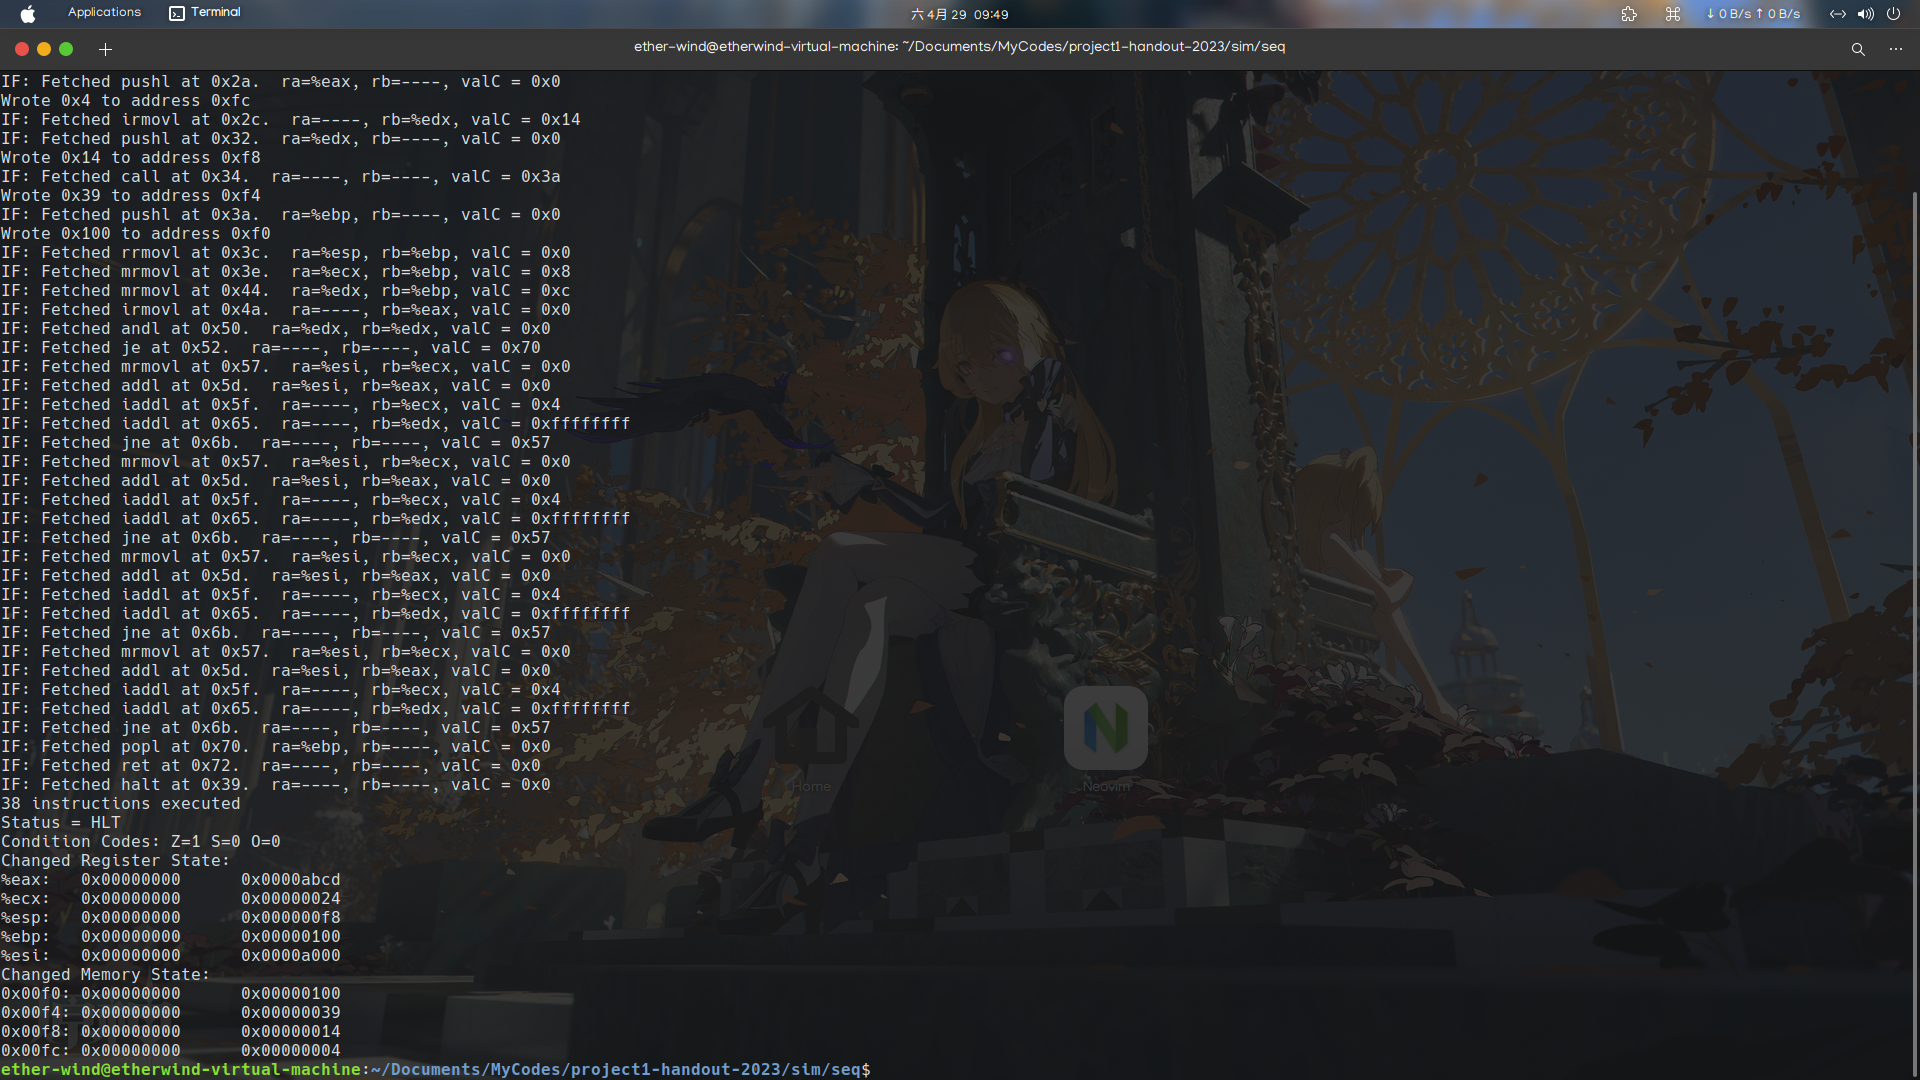 Applications Terminal 六 4月 29 09:49 ↓ 0 B/s ↑ 0 B/s
ether-wind@etherwind-virtual-machine: ~/Documents/MyCodes/project1-handout-2023/sim/seq
IF: Fetched pushl at 0x2a.  ra=%eax, rb=----, valC = 0x0
Wrote 0x4 to address 0xfc
IF: Fetched irmovl at 0x2c.  ra=----, rb=%edx, valC = 0x14
IF: Fetched pushl at 0x32.  ra=%edx, rb=----, valC = 0x0
Wrote 0x14 to address 0xf8
IF: Fetched call at 0x34.  ra=----, rb=----, valC = 0x3a
Wrote 0x39 to address 0xf4
IF: Fetched pushl at 0x3a.  ra=%ebp, rb=----, valC = 0x0
Wrote 0x100 to address 0xf0
IF: Fetched rrmovl at 0x3c.  ra=%esp, rb=%ebp, valC = 0x0
IF: Fetched mrmovl at 0x3e.  ra=%ecx, rb=%ebp, valC = 0x8
IF: Fetched mrmovl at 0x44.  ra=%edx, rb=%ebp, valC = 0xc
IF: Fetched irmovl at 0x4a.  ra=----, rb=%eax, valC = 0x0
IF: Fetched andl at 0x50.  ra=%edx, rb=%edx, valC = 0x0
IF: Fetched je at 0x52.  ra=----, rb=----, valC = 0x70
IF: Fetched mrmovl at 0x57.  ra=%esi, rb=%ecx, valC = 0x0
IF: Fetched addl at 0x5d.  ra=%esi, rb=%eax, valC = 0x0
IF: Fetched iaddl at 0x5f.  ra=----, rb=%ecx, valC = 0x4
IF: Fetched iaddl at 0x65.  ra=----, rb=%edx, valC = 0xffffffff
IF: Fetched jne at 0x6b.  ra=----, rb=----, valC = 0x57
IF: Fetched mrmovl at 0x57.  ra=%esi, rb=%ecx, valC = 0x0
IF: Fetched addl at 0x5d.  ra=%esi, rb=%eax, valC = 0x0
IF: Fetched iaddl at 0x5f.  ra=----, rb=%ecx, valC = 0x4
IF: Fetched iaddl at 0x65.  ra=----, rb=%edx, valC = 0xffffffff
IF: Fetched jne at 0x6b.  ra=----, rb=----, valC = 0x57
IF: Fetched mrmovl at 0x57.  ra=%esi, rb=%ecx, valC = 0x0
IF: Fetched addl at 0x5d.  ra=%esi, rb=%eax, valC = 0x0
IF: Fetched iaddl at 0x5f.  ra=----, rb=%ecx, valC = 0x4
IF: Fetched iaddl at 0x65.  ra=----, rb=%edx, valC = 0xffffffff
IF: Fetched jne at 0x6b.  ra=----, rb=----, valC = 0x57
IF: Fetched mrmovl at 0x57.  ra=%esi, rb=%ecx, valC = 0x0
IF: Fetched addl at 0x5d.  ra=%esi, rb=%eax, valC = 0x0
IF: Fetched iaddl at 0x5f.  ra=----, rb=%ecx, valC = 0x4
IF: Fetched iaddl at 0x65.  ra=----, rb=%edx, valC = 0xffffffff
IF: Fetched jne at 0x6b.  ra=----, rb=----, valC = 0x57
IF: Fetched popl at 0x70.  ra=%ebp, rb=----, valC = 0x0
IF: Fetched ret at 0x72.  ra=----, rb=----, valC = 0x0
IF: Fetched halt at 0x39.  ra=----, rb=----, valC = 0x0
Home Neovim
38 instructions executed
Status = HLT
Condition Codes: Z=1 S=0 O=0
Changed Register State:
%eax:   0x00000000      0x0000abcd
%ecx:   0x00000000      0x00000024
%esp:   0x00000000      0x000000f8
%ebp:   0x00000000      0x00000100
%esi:   0x00000000      0x0000a000
Changed Memory State:
0x00f0: 0x00000000      0x00000100
0x00f4: 0x00000000      0x00000039
0x00f8: 0x00000000      0x00000014
0x00fc: 0x00000000      0x00000004
ether-wind@etherwind-virtual-machine:~/Documents/MyCodes/project1-handout-2023/sim/seq$